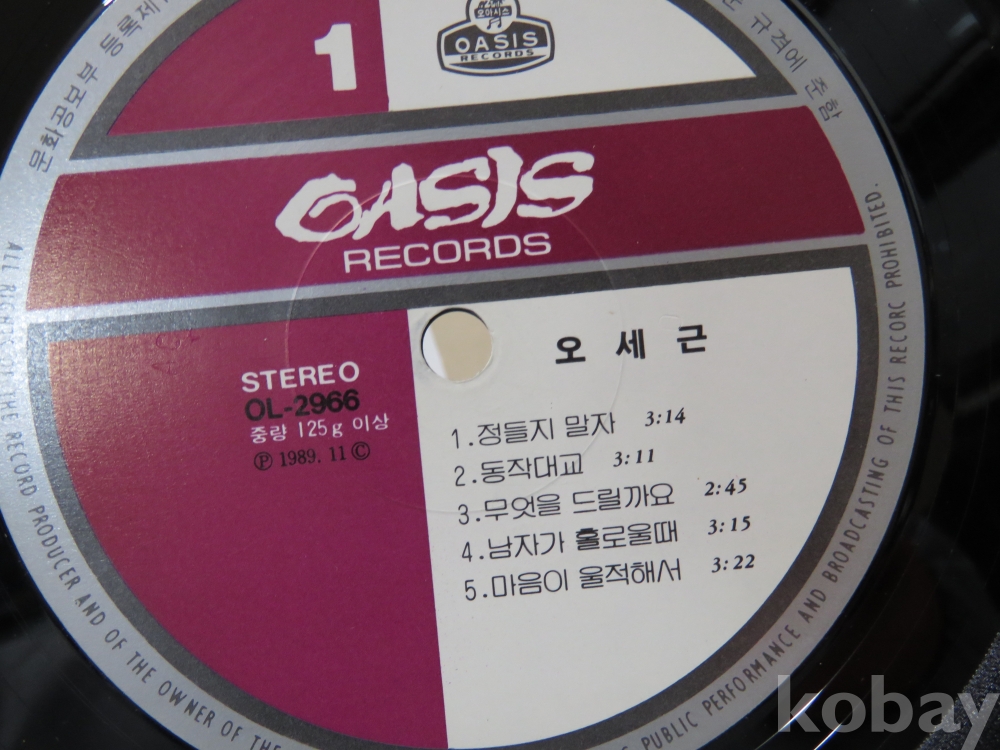 문화공보부 등록제
규격에 준함
1
오아시스
OASIS
RECORDS
OASIS
RECORDS
오 세 근
STEREO
OL-2966
중량 125g 이상
Ⓟ 1989. 11 Ⓒ
1.정들지 말자 3:14
2.동작대교 3:11
3.무엇을 드릴까요 2:45
4.남자가 홀로울때 3:15
5.마음이 울적해서 3:22
ALL RIGHT OF THE RECORD PRODUCER AND OF THE OWNER OF THE
PUBLIC PERFORMANCE AND BROADCASTING OF THIS RECORC PROHIBITED.
kobay